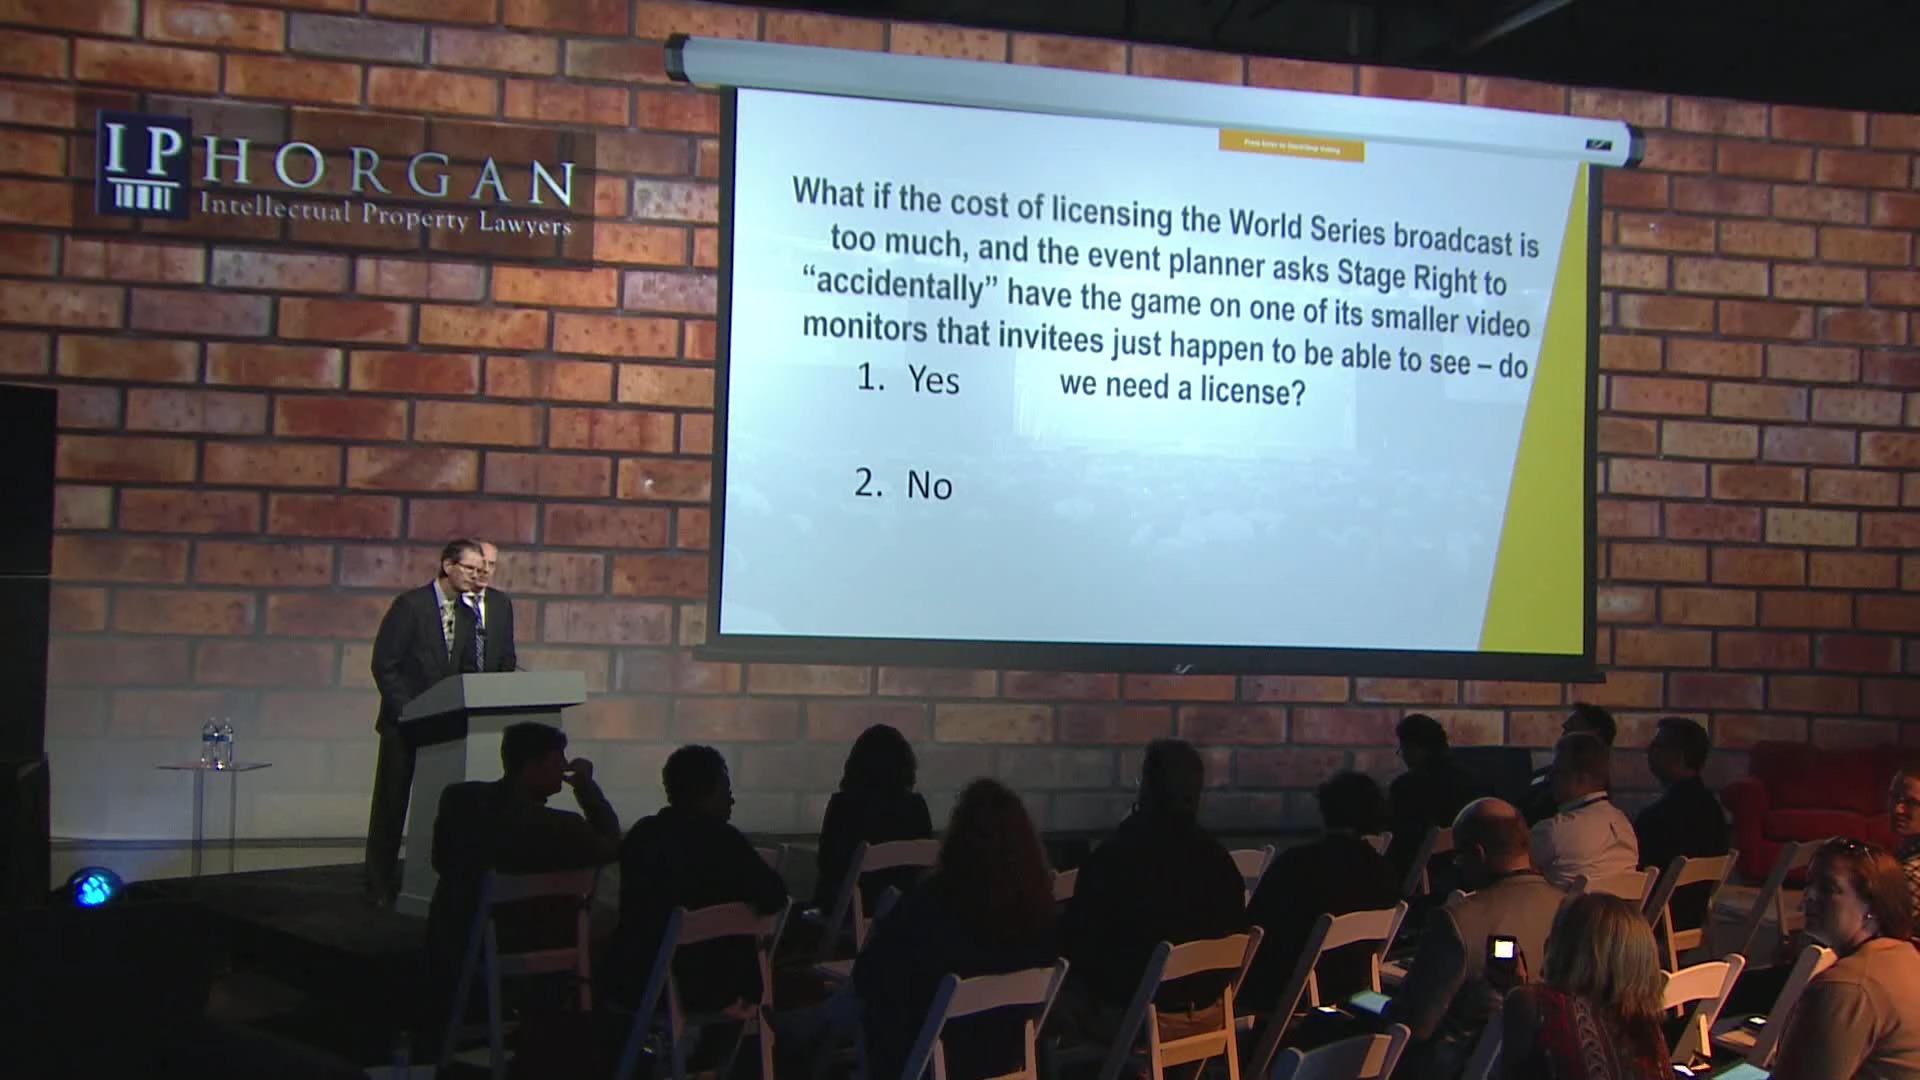 IPHORGAN
Intellectual Property Lawyers
What if the cost of licensing the World Series broadcast is
too much, and the event planner asks Stage Right to
“accidentally” have the game on one of its smaller video
monitors that invitees just happen to be able to see – do
we need a license?
1. Yes
2. No